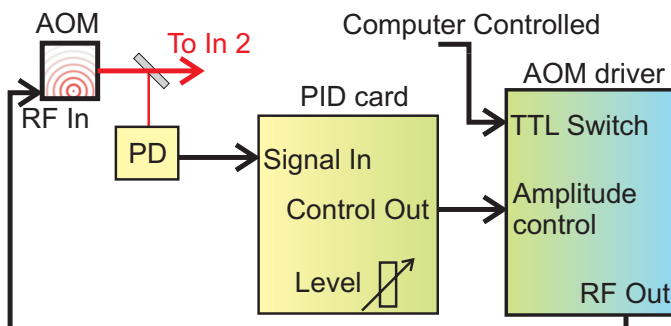 AOM
To In 2
RF In
PD
Computer Controlled
PID card
Signal In
Control Out
Level
AOM driver
TTL Switch
Amplitude
control
RF Out